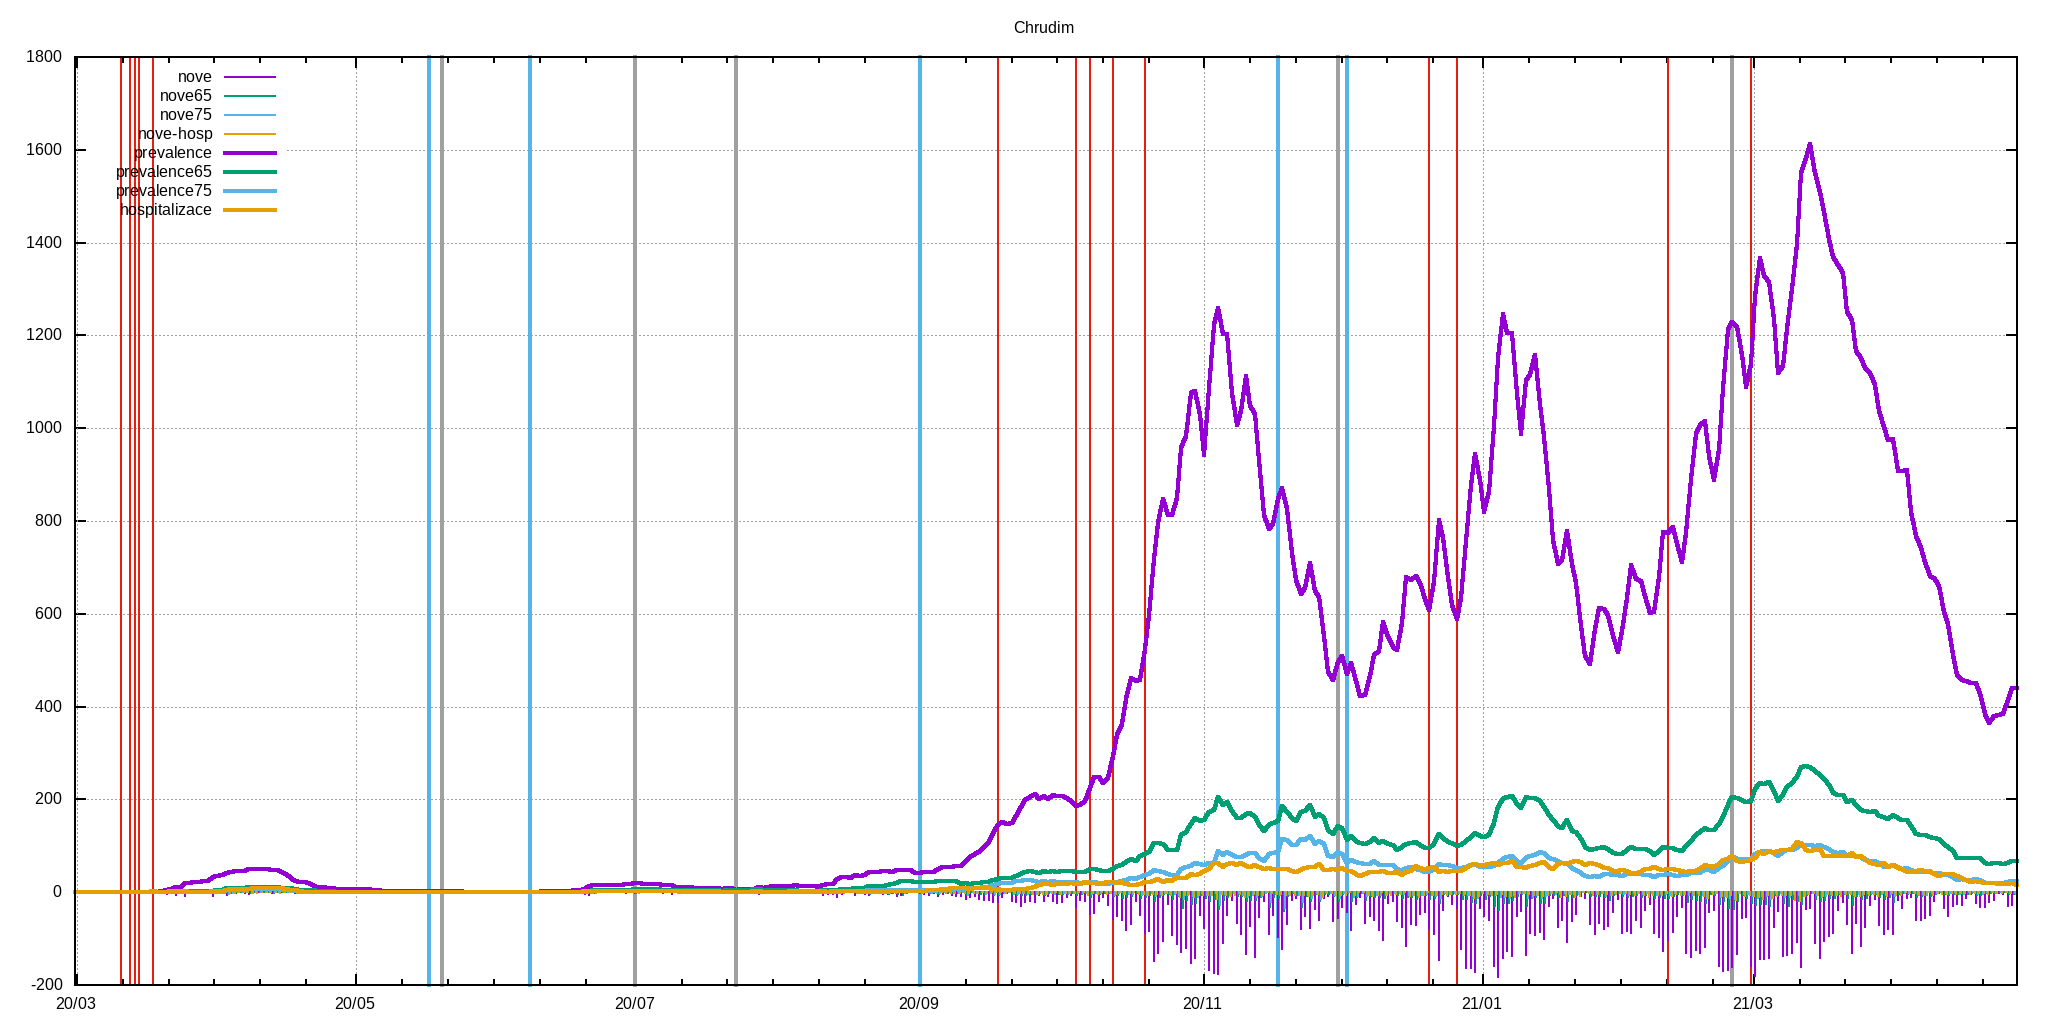 Chrudim
1800
1600
1400
1200
1000
800
600
400
200
0
-200
nove
nove65
nove75
nove-hosp
prevalence
prevalence65
prevalence75
hospitalizace
20/03 20/05 20/07 20/09 20/11 21/01 21/03